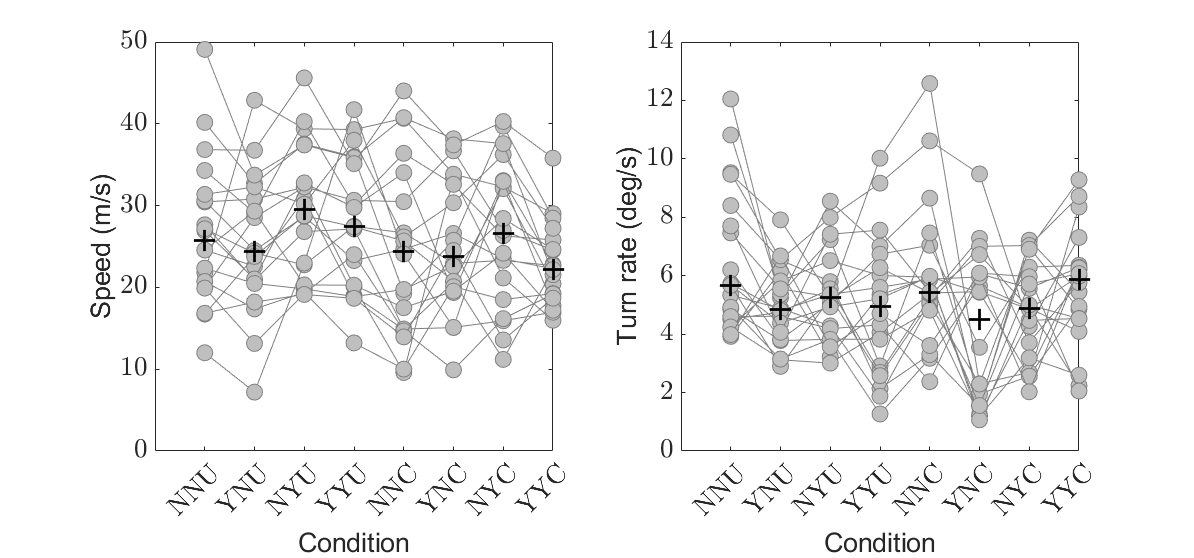 Speed (m/s)
50
40
30
20
10
0
NNU YNU NYU YYU NNC YNC NYC YYC
Condition
Turn rate (deg/s)
14
12
10
8
6
4
2
0
NNU YNU NYU YYU NNC YNC NYC YYC
Condition